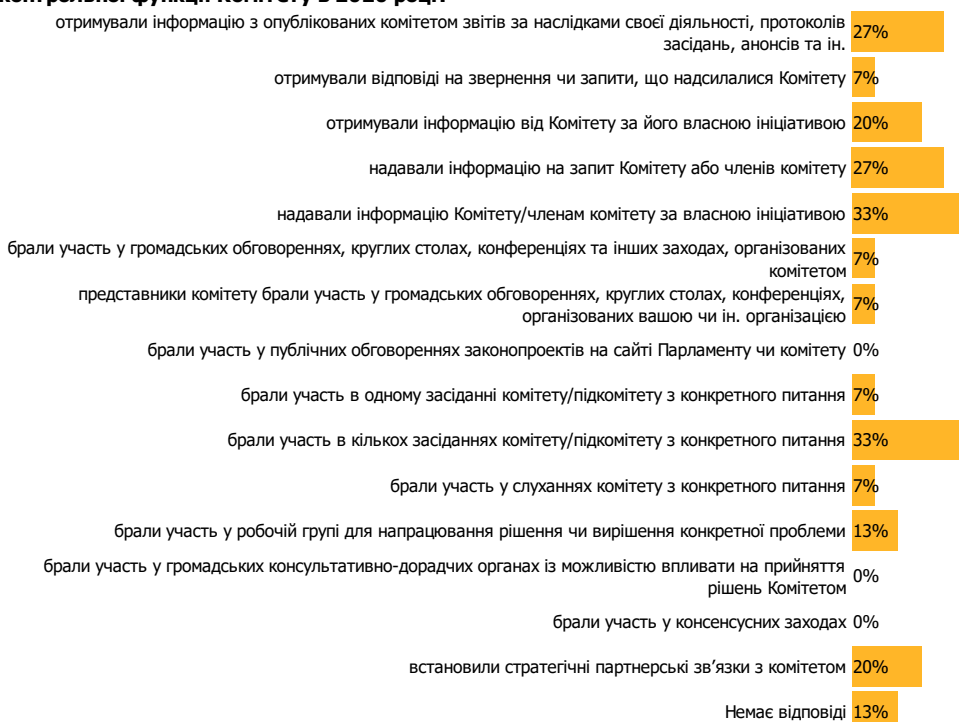 контрольної функції Комітету в 2020 році?
отримували інформацію з опублікованих комітетом звітів за наслідками своєї діяльності, протоколів
засідань, анонсів та ін.
27%
отримували відповіді на звернення чи запити, що надсилалися Комітету 7%
отримували інформацію від Комітету за його власною ініціативою 20%
надавали інформацію на запит Комітету або членів комітету 27%
надавали інформацію Комітету/членам комітету за власною ініціативою 33%
брали участь у громадських обговореннях, круглих столах, конференціях та інших заходах, організованих
комітетом
7%
представники комітету брали участь у громадських обговореннях, круглих столах, конференціях,
організованих вашою чи ін. організацією
7%
брали участь у публічних обговореннях законопроектів на сайті Парламенту чи комітету 0%
брали участь в одному засіданні комітету/підкомітету з конкретного питання 7%
брали участь в кількох засіданнях комітету/підкомітету з конкретного питання 33%
брали участь у слуханнях комітету з конкретного питання 7%
брали участь у робочій групі для напрацювання рішення чи вирішення конкретної проблеми 13%
брали участь у громадських консультативно-дорадчих органах із можливістю впливати на прийняття
рішень Комітетом
0%
брали участь у консенсусних заходах 0%
встановили стратегічні партнерські зв’язки з комітетом 20%
Немає відповіді 13%